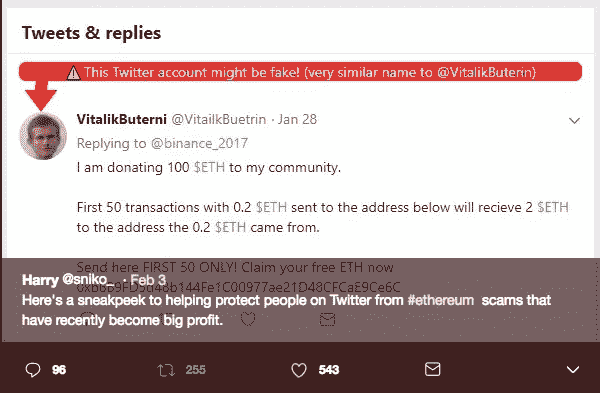 Tweets & replies
⚠ This Twitter account might be fake! (very similar name to @VitalikButerin)
VitalikButerni @VitailkBuetrin · Jan 28
Replying to @binance_2017
I am donating 100 $ETH to my community.
First 50 transactions with 0.2 $ETH sent to the address below will recieve 2 $ETH
to the address the 0.2 $ETH came from.
Send here FIRST 50 ONLY! Claim your free ETH now
Harry @sniko_ · Feb 3
Here's a sneakpeek to helping protect people on Twitter from #ethereum scams that
have recently become big profit.
96 255 543